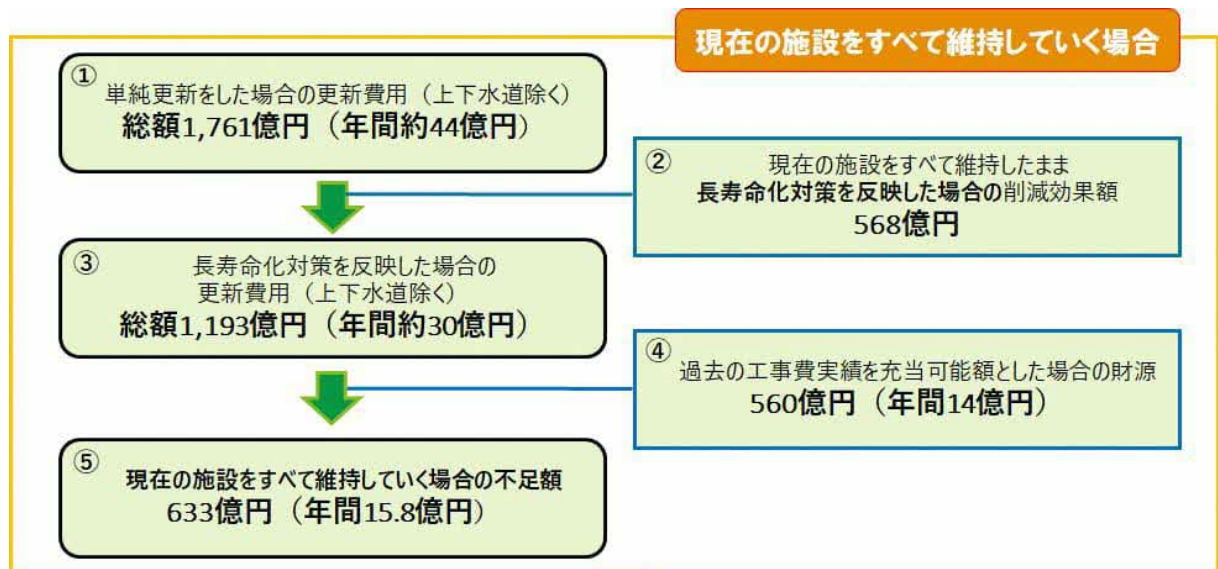 現在の施設をすべて維持していく場合
①
単純更新をした場合の更新費用（上下水道除く）
総額1,761億円（年間約44億円）
②
現在の施設をすべて維持したまま
長寿命化対策を反映した場合の削減効果額
568億円
③
長寿命化対策を反映した場合の
更新費用（上下水道除く）
総額1,193億円（年間約30億円）
④
過去の工事費実績を充当可能額とした場合の財源
560億円（年間14億円）
⑤
現在の施設をすべて維持していく場合の不足額
633億円（年間15.8億円）